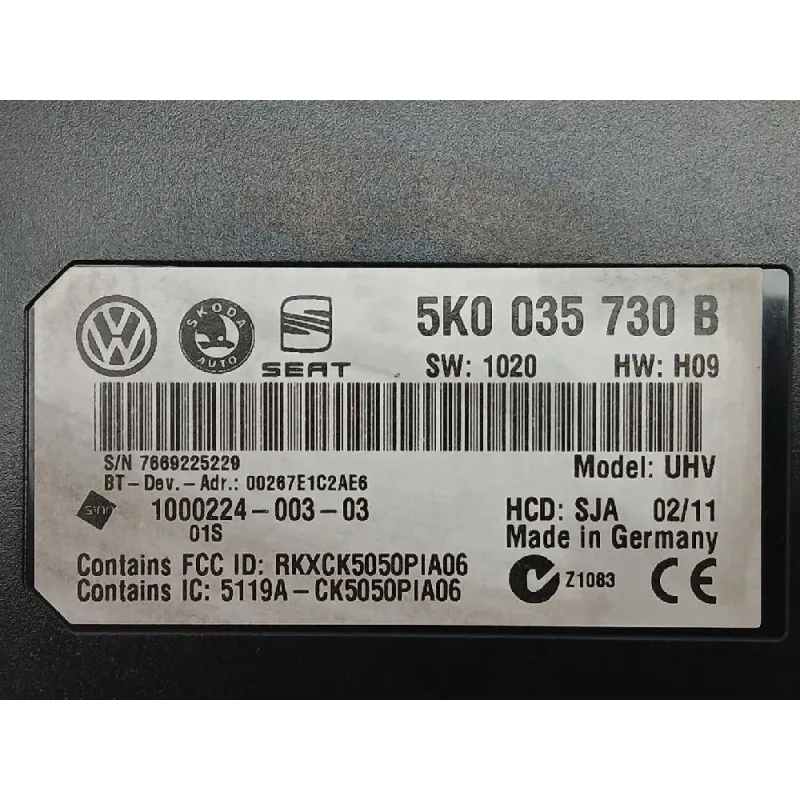 SKODA
AUTO
SEAT
5K0 035 730 B
SW: 1020
HW: H09
S/N 7669225229
Model: UHV
BT-Dev.-Adr.: 00267E1C2AE6
1000224-003-03
HCD: SJA 02/11
01S
Made in Germany
Contains FCC ID: RKXCK5050PIA06
Contains IC: 5119A-CK5050PIA06
Z1083
CE